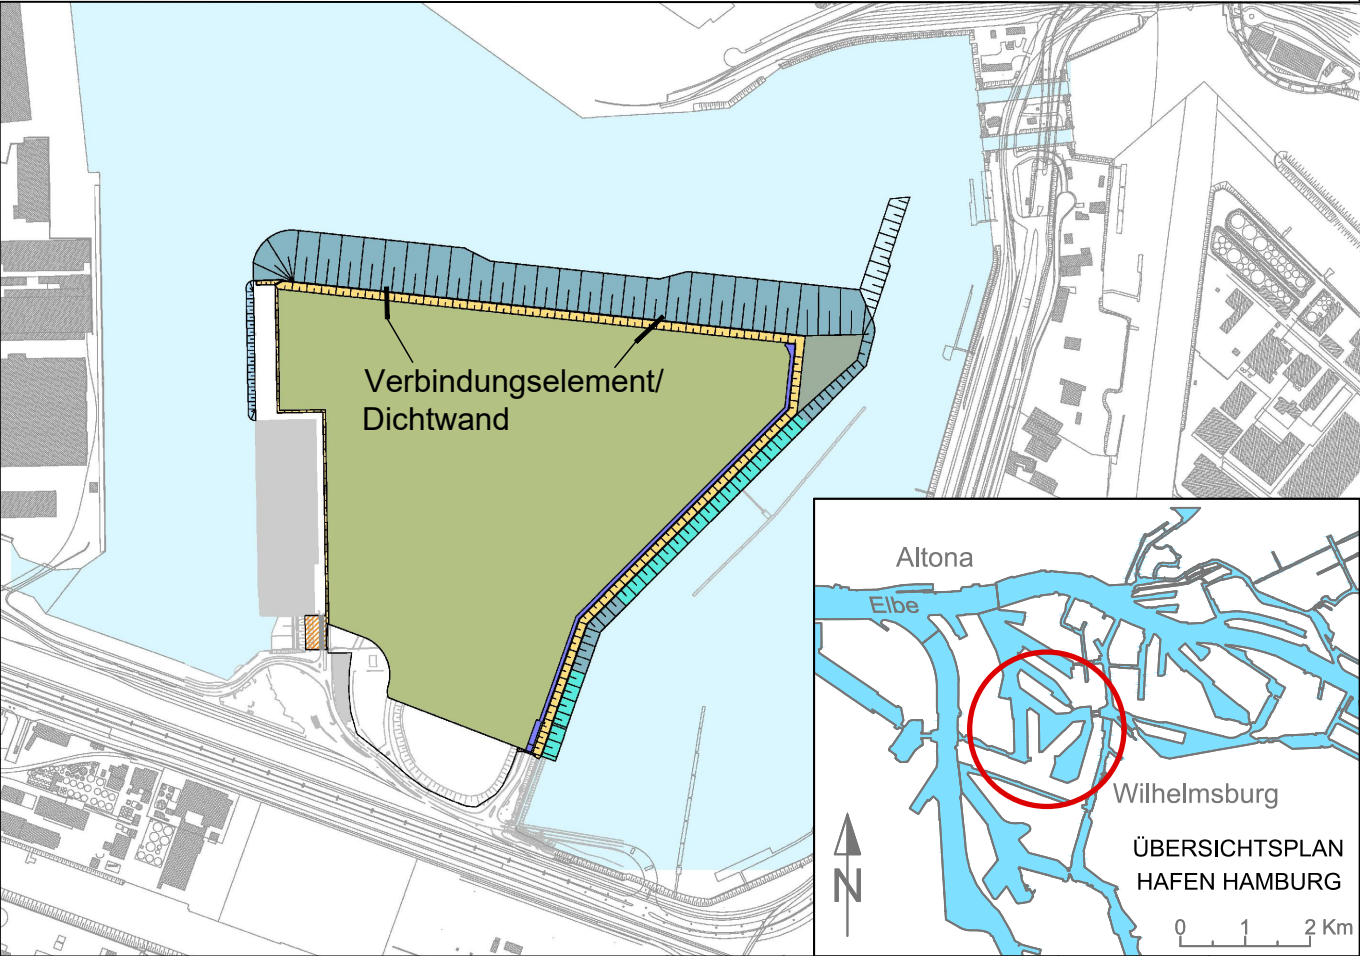 Verbindungselement/
Dichtwand
Altona
Elbe
Wilhelmsburg
ÜBERSICHTSPLAN
HAFEN HAMBURG
N
0 1 2 Km